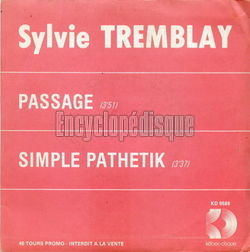 Sylvie TREMBLAY
PASSAGE (3'51)
Encyclopédisque
SIMPLE PATHETIK (3'37)
KD 9888
kébec-disque
45 TOURS PROMO - INTERDIT A LA VENTE